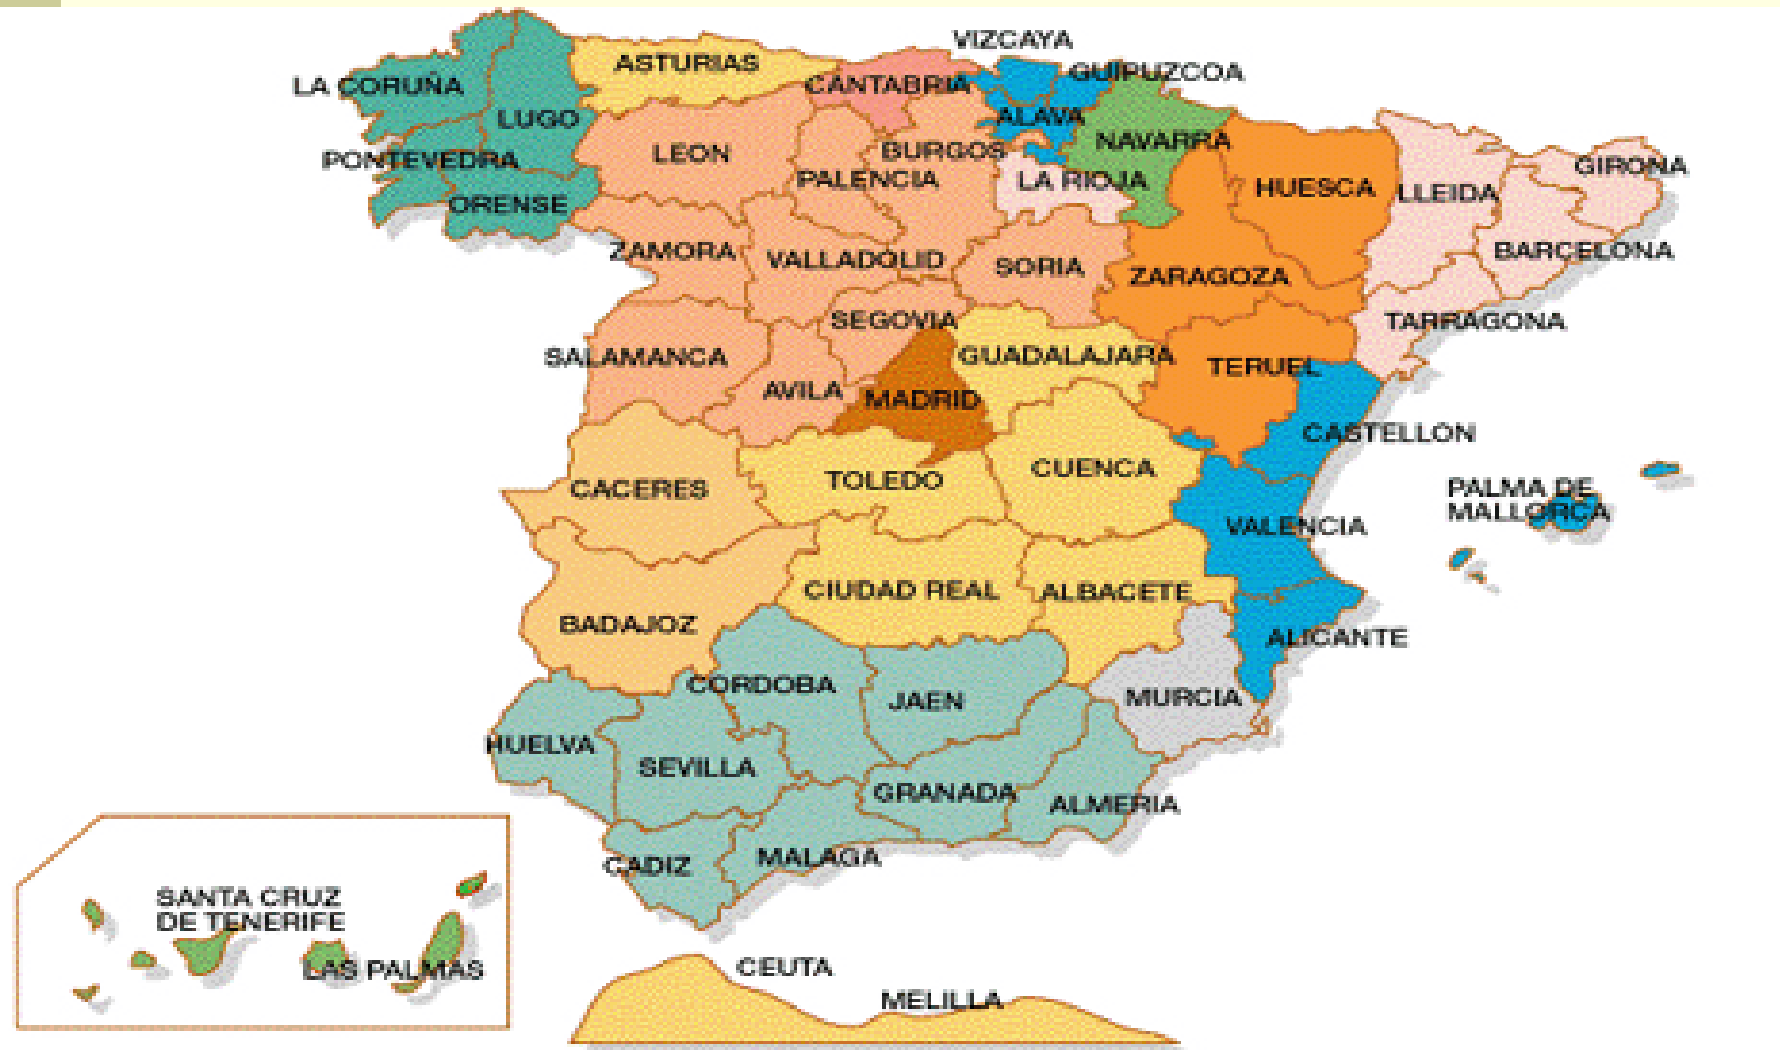 VIZCAYA
ASTURIAS
GUIPUZCOA
LA CORUÑA
CANTABRIA
LUGO
ALAVA
NAVARRA
LEON
BURGOS
PONTEVEDRA
GIRONA
PALENCIA
LA RIOJA
HUESCA
LLEIDA
ORENSE
ZAMORA
VALLADOLID
SORIA
BARCELONA
ZARAGOZA
SEGOVIA
TARRAGONA
SALAMANCA
GUADALAJARA
TERUEL
AVILA
MADRID
CASTELLON
CACERES
TOLEDO
CUENCA
PALMA DE
MALLORCA
VALENCIA
CIUDAD REAL
ALBACETE
BADAJOZ
ALICANTE
CORDOBA
JAEN
MURCIA
HUELVA
SEVILLA
GRANADA
ALMERIA
CADIZ
MALAGA
SANTA CRUZ
DE TENERIFE
LAS PALMAS
CEUTA
MELILLA